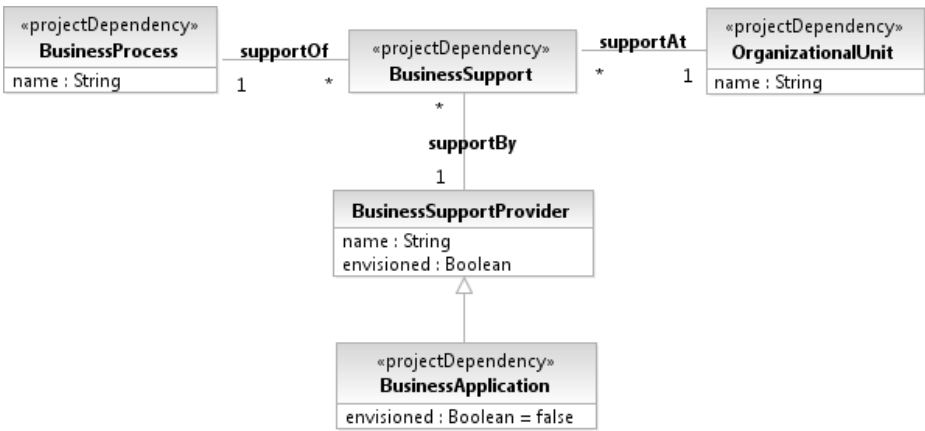 «projectDependency»
BusinessProcess
name : String
supportOf
1
*
«projectDependency»
BusinessSupport
supportAt
*
1
«projectDependency»
OrganizationalUnit
name : String
*
supportBy
1
BusinessSupportProvider
name : String
envisioned : Boolean
«projectDependency»
BusinessApplication
envisioned : Boolean = false